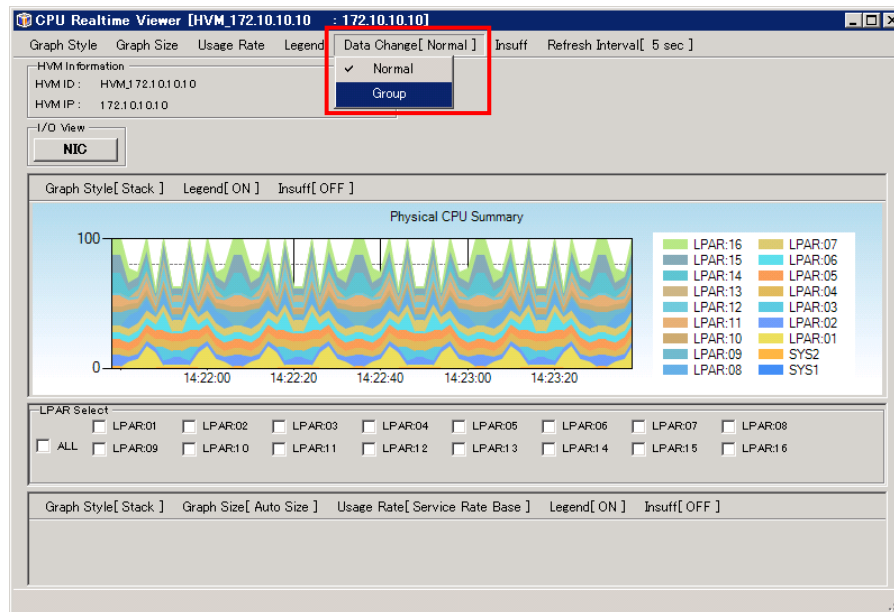 CPU Realtime Viewer [HVM_172.10.10.10 : 172.10.10.10]
Graph Style Graph Size Usage Rate Legend Data Change[ Normal ] Insuff Refresh Interval[ 5 sec ]
Normal
Group
HVM Information
HVM ID : HVM_172.10.10.10
HVM IP : 172.10.10.10
I/O View
NIC
Graph Style[ Stack ] Legend[ ON ] Insuff[ OFF ]
Physical CPU Summary
100
0
14:22:00 14:22:20 14:22:40 14:23:00 14:23:20
LPAR:16 LPAR:07
LPAR:15 LPAR:06
LPAR:14 LPAR:05
LPAR:13 LPAR:04
LPAR:12 LPAR:03
LPAR:11 LPAR:02
LPAR:10 LPAR:01
LPAR:09 SYS2
LPAR:08 SYS1
LPAR Select
LPAR:01 LPAR:02 LPAR:03 LPAR:04 LPAR:05 LPAR:06 LPAR:07 LPAR:08
ALL LPAR:09 LPAR:10 LPAR:11 LPAR:12 LPAR:13 LPAR:14 LPAR:15 LPAR:16
Graph Style[ Stack ] Graph Size[ Auto Size ] Usage Rate[ Service Rate Base ] Legend[ ON ] Insuff[ OFF ]